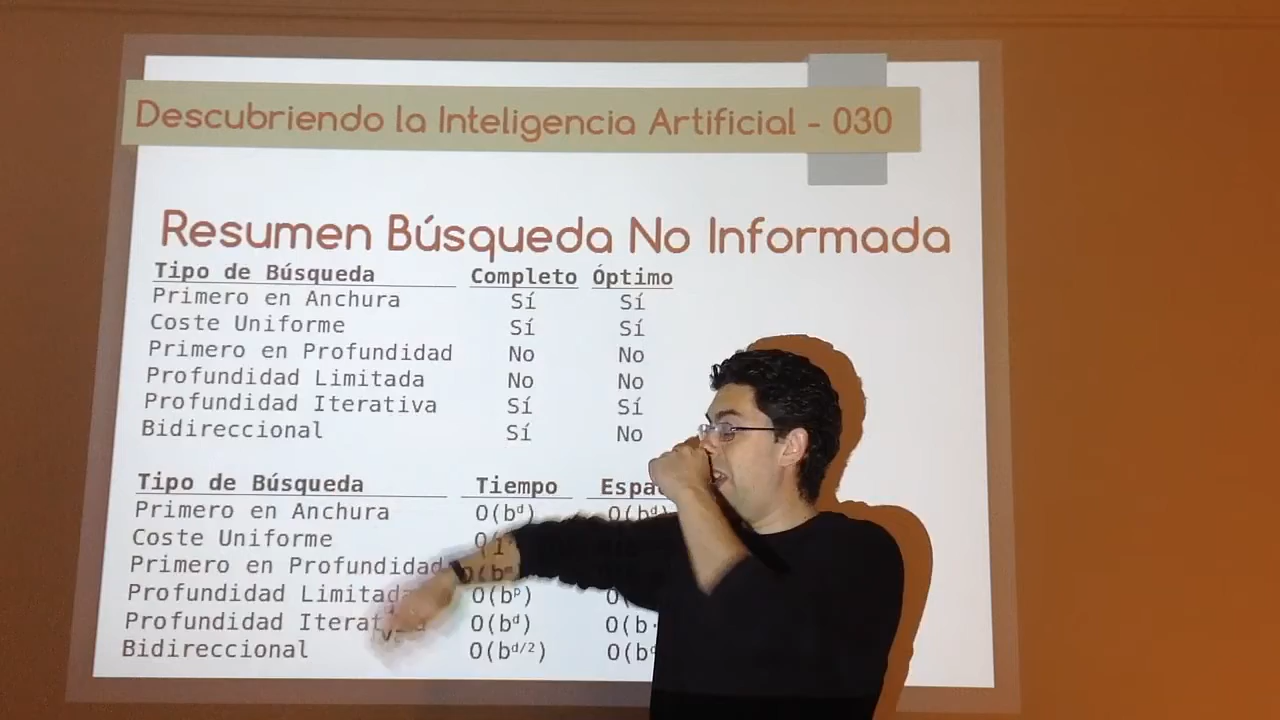 Descubriendo la Inteligencia Artificial - 030
Resumen Búsqueda No Informada
Tipo de Búsqueda Completo Óptimo
Primero en Anchura Sí Sí
Coste Uniforme Sí Sí
Primero en Profundidad No No
Profundidad Limitada No No
Profundidad Iterativa Sí Sí
Bidireccional Sí No
Tipo de Búsqueda Tiempo
Primero en Anchura O(bᵈ) O(bᵈ)
Coste Uniforme
Primero en Profundidad
Profundidad Limitada O(bᵖ)
Profundidad O(bᵈ)
Bidireccional O(bᵈ/²)